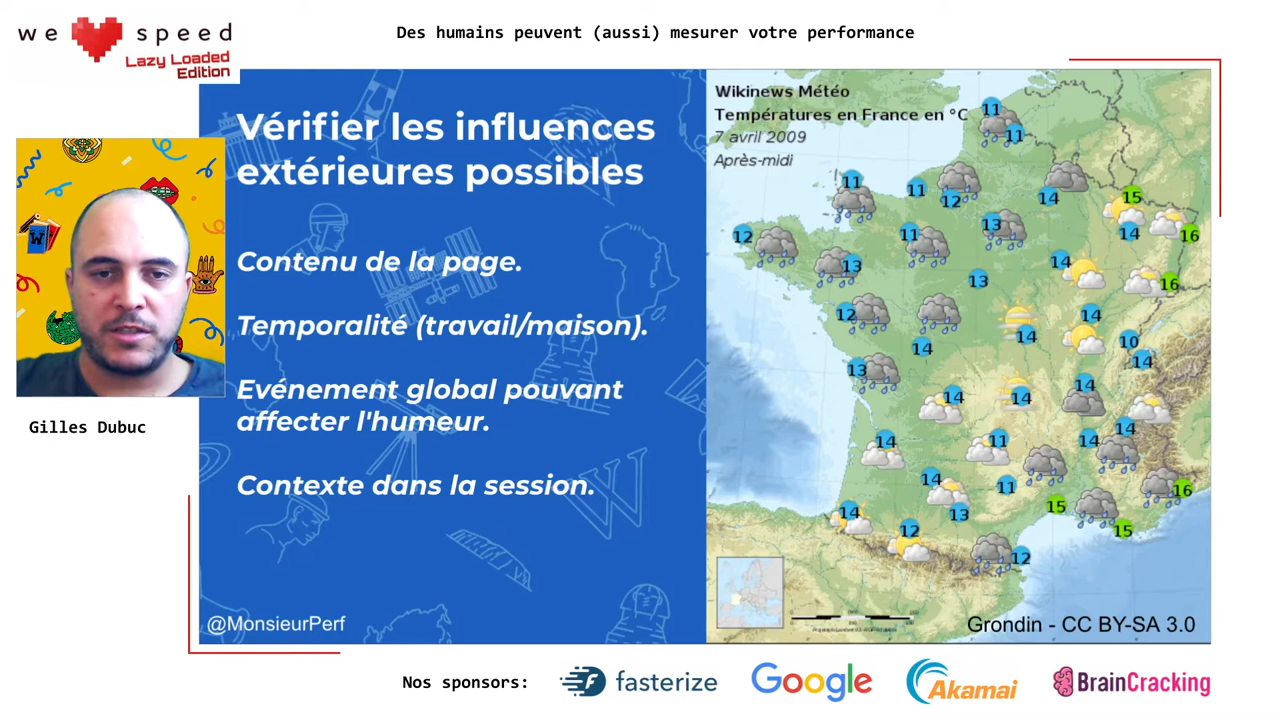 we speed
Lazy Loaded
Edition
Des humains peuvent (aussi) mesurer votre performance
Vérifier les influences
extérieures possibles
Contenu de la page.
Temporalité (travail/maison).
Evénement global pouvant
affecter l'humeur.
Contexte dans la session.
@MonsieurPerf
Gilles Dubuc
Wikinews Météo
Températures en France en °C
7 avril 2009
Après-midi
11
11
11
11
12
14
15
12
11
13
14
16
13
14
13
16
12
14
14
14
10
14
13
14
14
14
14
11
14
14
14
11
16
14
13
15
15
12
12
Grondin - CC BY-SA 3.0
Nos sponsors:
fasterize
Google
Akamai
BrainCracking